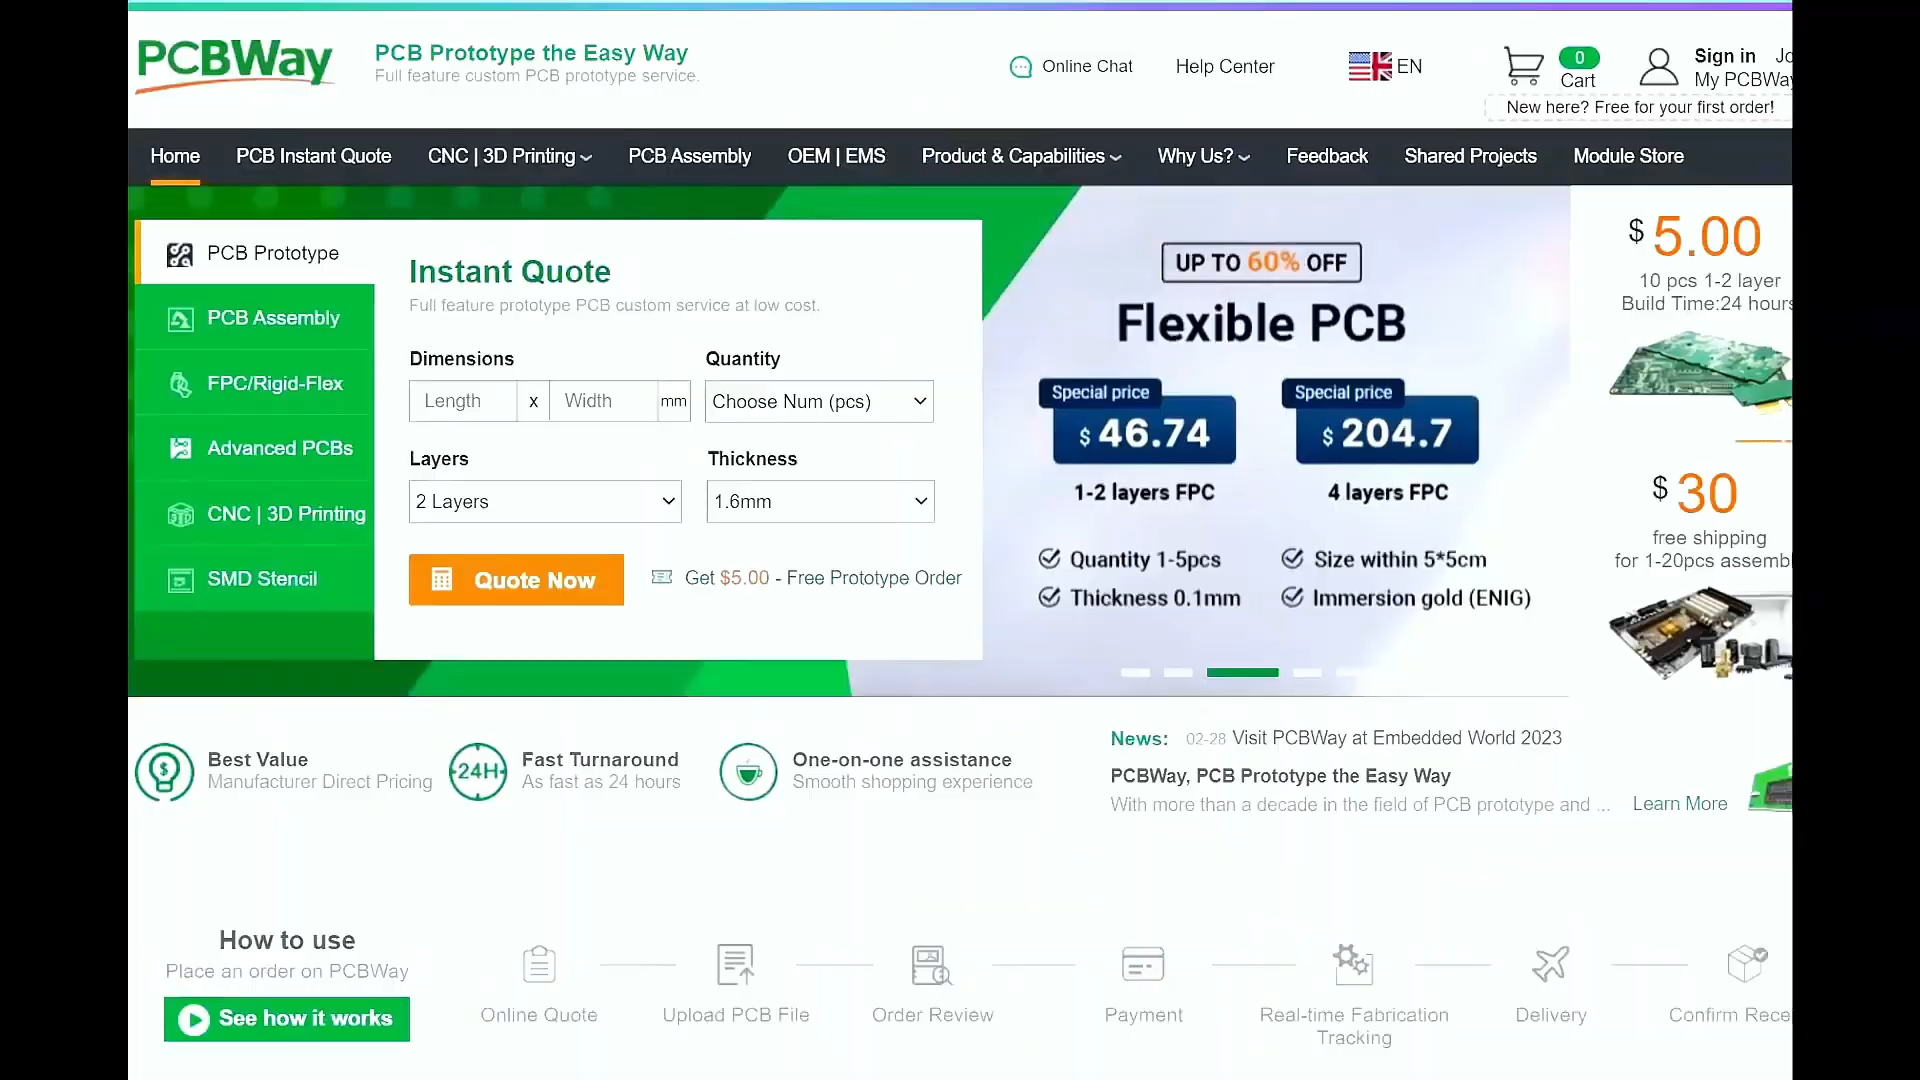 PCBWay
PCB Prototype the Easy Way
Full feature custom PCB prototype service.
Online Chat
Help Center
EN
0
Cart
Sign in
My PCBWay
New here? Free for your first order!
Home
PCB Instant Quote
CNC | 3D Printing
PCB Assembly
OEM | EMS
Product & Capabilities
Why Us?
Feedback
Shared Projects
Module Store
PCB Prototype
PCB Assembly
FPC/Rigid-Flex
Advanced PCBs
CNC | 3D Printing
SMD Stencil
Instant Quote
Full feature prototype PCB custom service at low cost.
Dimensions
Quantity
Length x Width mm
Choose Num (pcs)
Layers
Thickness
2 Layers
1.6mm
Quote Now
Get $5.00 - Free Prototype Order
UP TO 60% OFF
Flexible PCB
Special price
$ 46.74
1-2 layers FPC
Special price
$ 204.7
4 layers FPC
Quantity 1-5pcs
Size within 5*5cm
Thickness 0.1mm
Immersion gold (ENIG)
$ 5.00
10 pcs 1-2 layer
Build Time:24 hours
$ 30
free shipping
for 1-20pcs assemb
Best Value
Manufacturer Direct Pricing
24H
Fast Turnaround
As fast as 24 hours
One-on-one assistance
Smooth shopping experience
News: 02-28 Visit PCBWay at Embedded World 2023
PCBWay, PCB Prototype the Easy Way
With more than a decade in the field of PCB prototype and ... Learn More
How to use
Place an order on PCBWay
See how it works
Online Quote
Upload PCB File
Order Review
Payment
Real-time Fabrication
Tracking
Delivery
Confirm Rece